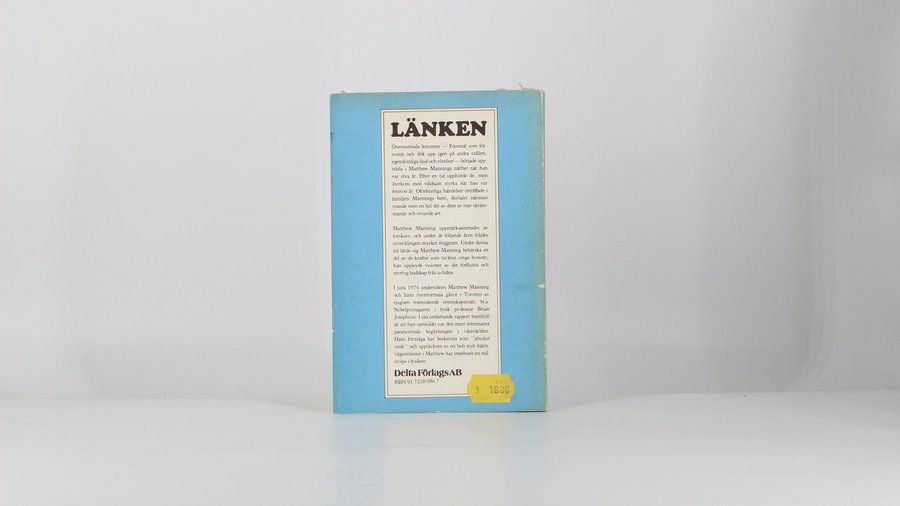 LÄNKEN
Övernormala fenomen — Föremål som för-
svann och dök upp igen på andra ställen,
egendomliga ljud och rörelser — började upp-
träda i Matthew Mannings närhet när han
var elva år. Efter en tid upphörde de, men
återkom med våldsam styrka när han var
femton år. Oförklarliga händelser inträffade i
familjen Mannings hem, flertalet närmast
roande men en hel del av dem av mer skräm-
mande och oroande art.
Matthew Manning uppmärksammades av
forskare, och under de följande åren följdes
utvecklingen mycket noggrant. Under denna
tid lärde sig Matthew Manning behärska en
del av de krafter som tycktes omge honom;
han upplevde visioner av det förflutna och
mottog budskap från avlidna.
I juni 1974 undersöktes Matthew Manning
och hans övernormala gåvor i Toronto av
tjugoen framstående vetenskapsmän, bl.a.
Nobelpristagaren i fysik professor Brian
Josephson. I sin omfattande rapport framhöll
de att han sannolikt var den mest intressanta
paranormala begåvningen i västvärlden.
Hans förmåga har beskrivits som "absolut
unik" och upptäckten av ett helt nytt hjärn-
vågsmönster i Matthew har inneburit en mil-
stolpe i fysiken.
Delta Förlags AB
ISBN 91 7228 086 7
77
5 1800